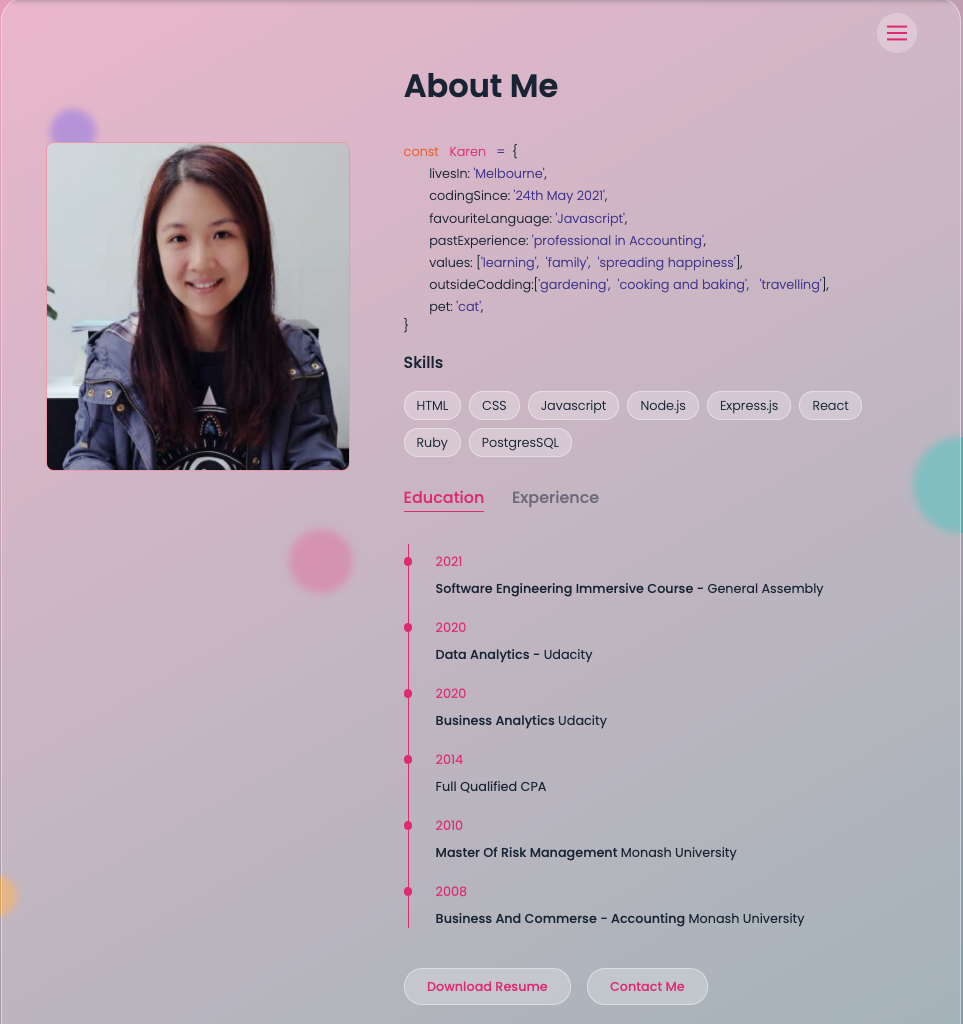 About Me
const Karen = {
livesIn: 'Melbourne',
codingSince: '24th May 2021',
favouriteLanguage: 'Javascript',
pastExperience: 'professional in Accounting',
values: ['learning', 'family', 'spreading happiness'],
outsideCodding:['gardening', 'cooking and baking', 'travelling'],
pet: 'cat',
}
Skills
HTML CSS Javascript Node.js Express.js React
Ruby PostgresSQL
Education Experience
2021
Software Engineering Immersive Course - General Assembly
2020
Data Analytics - Udacity
2020
Business Analytics Udacity
2014
Full Qualified CPA
2010
Master Of Risk Management Monash University
2008
Business And Commerse - Accounting Monash University
Download Resume Contact Me